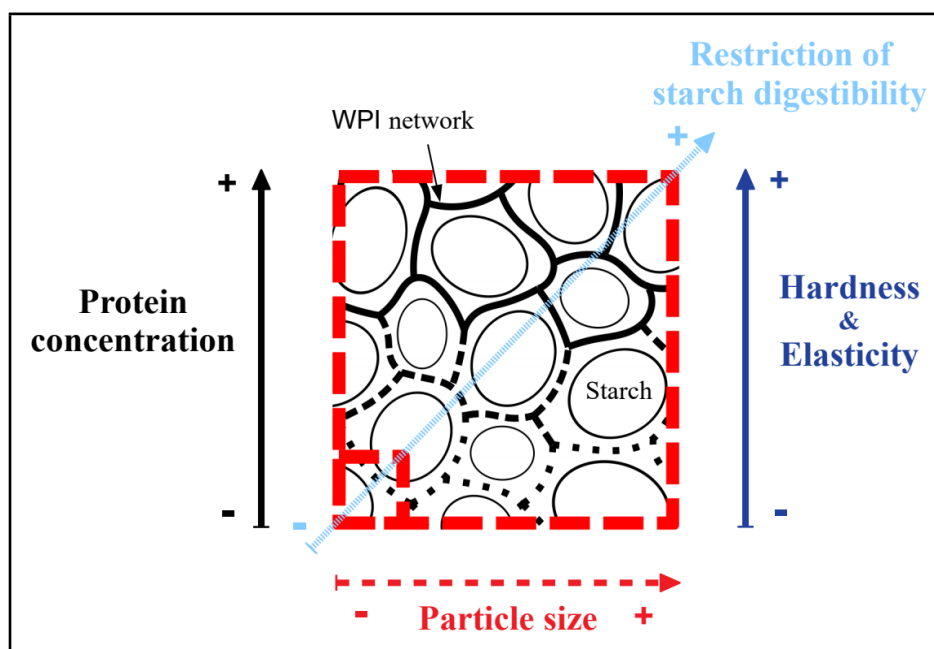 Restriction of
starch digestibility
+
WPI network
+
+
Protein
concentration
Hardness
&
Elasticity
Starch
-
-
-
-
Particle size
+